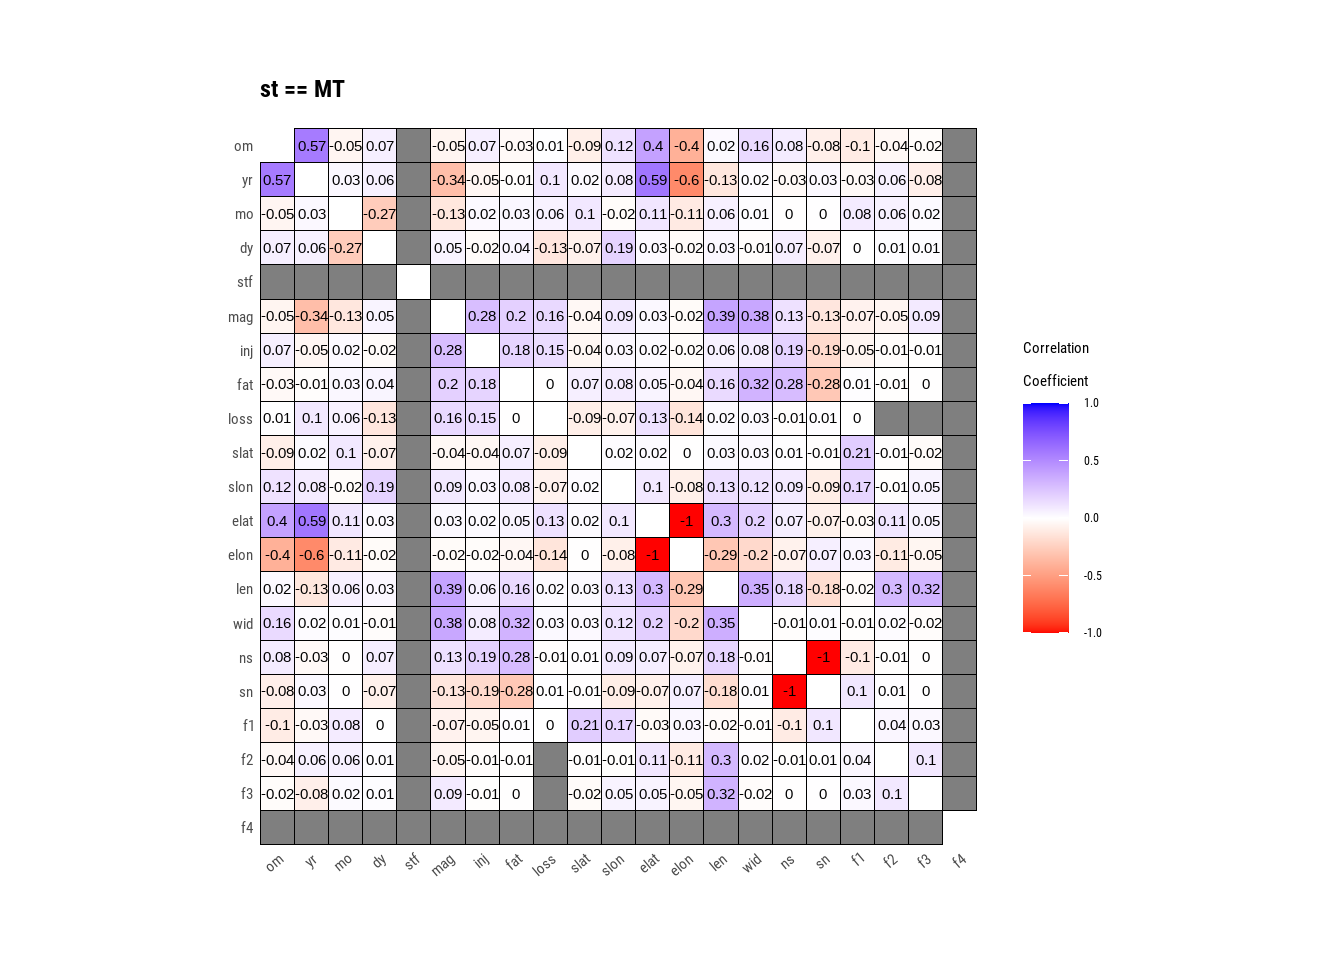 st == MT
om 0.57 -0.05 0.07 -0.05 0.07 -0.03 0.01 -0.09 0.12 0.4 -0.4 0.02 0.16 0.08 -0.08 -0.1 -0.04 -0.02
yr 0.57 0.03 0.06 -0.34 -0.05 -0.01 0.1 0.02 0.08 0.59 -0.6 -0.13 0.02 -0.03 0.03 -0.03 0.06 -0.08
mo -0.05 0.03 -0.27 -0.13 0.02 0.03 0.06 0.1 -0.02 0.11 -0.11 0.06 0.01 0 0 0.08 0.06 0.02
dy 0.07 0.06 -0.27 0.05 -0.02 0.04 -0.13 -0.07 0.19 0.03 -0.02 0.03 -0.01 0.07 -0.07 0 0.01 0.01
stf
mag -0.05 -0.34 -0.13 0.05 0.28 0.2 0.16 -0.04 0.09 0.03 -0.02 0.39 0.38 0.13 -0.13 -0.07 -0.05 0.09
inj 0.07 -0.05 0.02 -0.02 0.28 0.18 0.15 -0.04 0.03 0.02 -0.02 0.06 0.08 0.19 -0.19 -0.05 -0.01 -0.01
Correlation
fat -0.03 -0.01 0.03 0.04 0.2 0.18 0 0.07 0.08 0.05 -0.04 0.16 0.32 0.28 -0.28 0.01 -0.01 0
Coefficient
loss 0.01 0.1 0.06 -0.13 0.16 0.15 0 -0.09 -0.07 0.13 -0.14 0.02 0.03 -0.01 0.01 0
1.0
slat -0.09 0.02 0.1 -0.07 -0.04 -0.04 0.07 -0.09 0.02 0.02 0 0.03 0.03 0.01 -0.01 0.21 -0.01 -0.02
0.5
slon 0.12 0.08 -0.02 0.19 0.09 0.03 0.08 -0.07 0.02 0.1 -0.08 0.13 0.12 0.09 -0.09 0.17 -0.01 0.05
elat 0.4 0.59 0.11 0.03 0.03 0.02 0.05 0.13 0.02 0.1 -1 0.3 0.2 0.07 -0.07 -0.03 0.11 0.05
0.0
elon -0.4 -0.6 -0.11 -0.02 -0.02 -0.02 -0.04 -0.14 0 -0.08 -1 -0.29 -0.2 -0.07 0.07 0.03 -0.11 -0.05
-0.5
len 0.02 -0.13 0.06 0.03 0.39 0.06 0.16 0.02 0.03 0.13 0.3 -0.29 0.35 0.18 -0.18 -0.02 0.3 0.32
wid 0.16 0.02 0.01 -0.01 0.38 0.08 0.32 0.03 0.03 0.12 0.2 -0.2 0.35 -0.01 0.01 -0.01 0.02 -0.02
-1.0
ns 0.08 -0.03 0 0.07 0.13 0.19 0.28 -0.01 0.01 0.09 0.07 -0.07 0.18 -0.01 -1 -0.1 -0.01 0
sn -0.08 0.03 0 -0.07 -0.13 -0.19 -0.28 0.01 -0.01 -0.09 -0.07 0.07 -0.18 0.01 -1 0.1 0.01 0
f1 -0.1 -0.03 0.08 0 -0.07 -0.05 0.01 0 0.21 0.17 -0.03 0.03 -0.02 -0.01 -0.1 0.1 0.04 0.03
f2 -0.04 0.06 0.06 0.01 -0.05 -0.01 -0.01 -0.01 -0.01 0.11 -0.11 0.3 0.02 -0.01 0.01 0.04 0.1
f3 -0.02 -0.08 0.02 0.01 0.09 -0.01 0 -0.02 0.05 0.05 -0.05 0.32 -0.02 0 0 0.03 0.1
f4
om yr mo dy stf mag inj fat loss slat slon elat elon len wid ns sn f1 f2 f3 f4